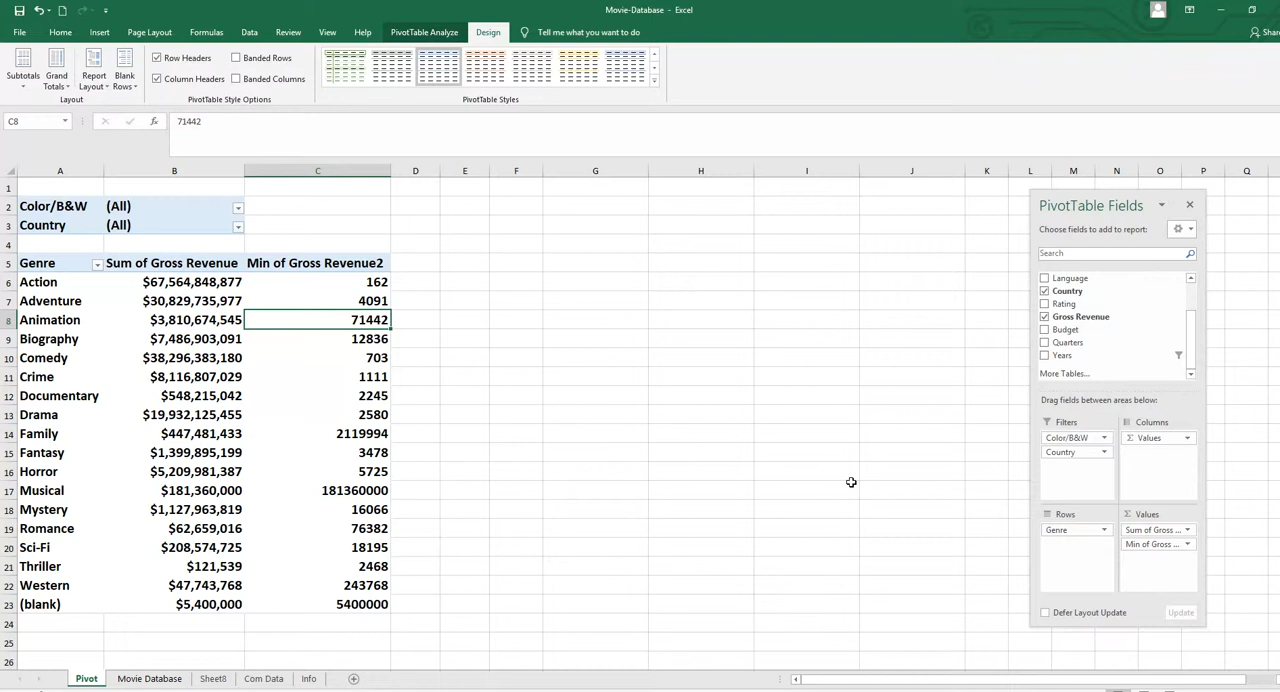 Movie-Database - Excel
File Home Insert Page Layout Formulas Data Review View Help PivotTable Analyze Design Tell me what you want to do Shar
Subtotals Grand Totals Report Layout Blank Rows
Layout
Row Headers Banded Rows
Column Headers Banded Columns
PivotTable Style Options
PivotTable Styles
C8 fx 71442
A B C D E F G H I J K L M N O P Q
1
2 Color/B&W (All)
3 Country (All)
4
5 Genre Sum of Gross Revenue Min of Gross Revenue2
6 Action $67,564,848,877 162
7 Adventure $30,829,735,977 4091
8 Animation $3,810,674,545 71442
9 Biography $7,486,903,091 12836
10 Comedy $38,296,383,180 703
11 Crime $8,116,807,029 1111
12 Documentary $548,215,042 2245
13 Drama $19,932,125,455 2580
14 Family $447,481,433 2119994
15 Fantasy $1,399,895,199 3478
16 Horror $5,209,981,387 5725
17 Musical $181,360,000 181360000
18 Mystery $1,127,963,819 16066
19 Romance $62,659,016 76382
20 Sci-Fi $208,574,725 18195
21 Thriller $121,539 2468
22 Western $47,743,768 243768
23 (blank) $5,400,000 5400000
24
25
26
PivotTable Fields
Choose fields to add to report:
Search
Language
Country
Rating
Gross Revenue
Budget
Quarters
Years
More Tables...
Drag fields between areas below:
Filters Columns
Color/B&W Σ Values
Country
Rows Σ Values
Genre Sum of Gross ...
Min of Gross ...
Defer Layout Update Update
Pivot Movie Database Sheet8 Com Data Info